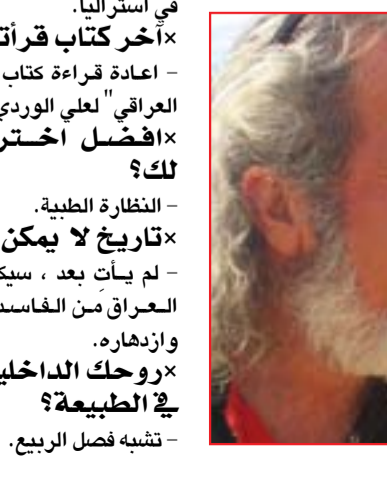 في استراليا.
×آخر كتاب قرأت
- اعادة قراءة كتاب
العراقي" لعلي الوردي
×افضل اختر
لك؟
- النظارة الطبية.
×تاريخ لا يمكن
- لم يأتِ بعد ، سيك
العراق من الفاسد
وازدهاره.
×روحك الداخلي
في الطبيعة؟
- تشبه فصل الربيع.